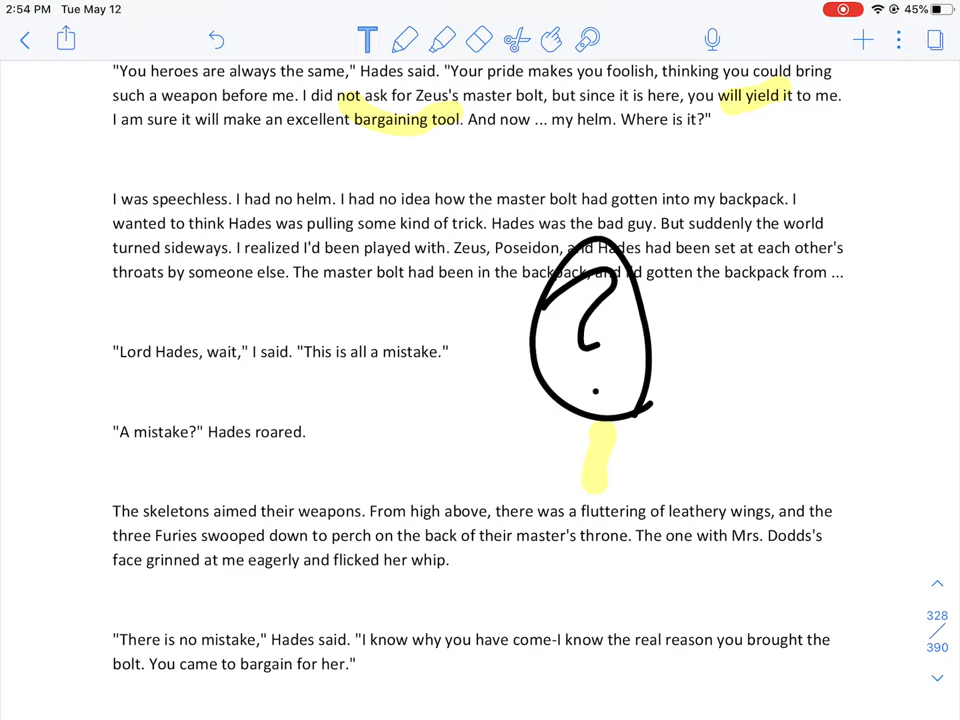 2:54 PM Tue May 12
45%
"You heroes are always the same," Hades said. "Your pride makes you foolish, thinking you could bring
such a weapon before me. I did not ask for Zeus's master bolt, but since it is here, you will yield it to me.
I am sure it will make an excellent bargaining tool. And now ... my helm. Where is it?"
I was speechless. I had no helm. I had no idea how the master bolt had gotten into my backpack. I
wanted to think Hades was pulling some kind of trick. Hades was the bad guy. But suddenly the world
turned sideways. I realized I'd been played with. Zeus, Poseidon, and Hades had been set at each other's
throats by someone else. The master bolt had been in the backpack, and I'd gotten the backpack from ...
?
"Lord Hades, wait," I said. "This is all a mistake."
"A mistake?" Hades roared.
The skeletons aimed their weapons. From high above, there was a fluttering of leathery wings, and the
three Furies swooped down to perch on the back of their master's throne. The one with Mrs. Dodds's
face grinned at me eagerly and flicked her whip.
328
390
"There is no mistake," Hades said. "I know why you have come-I know the real reason you brought the
bolt. You came to bargain for her."